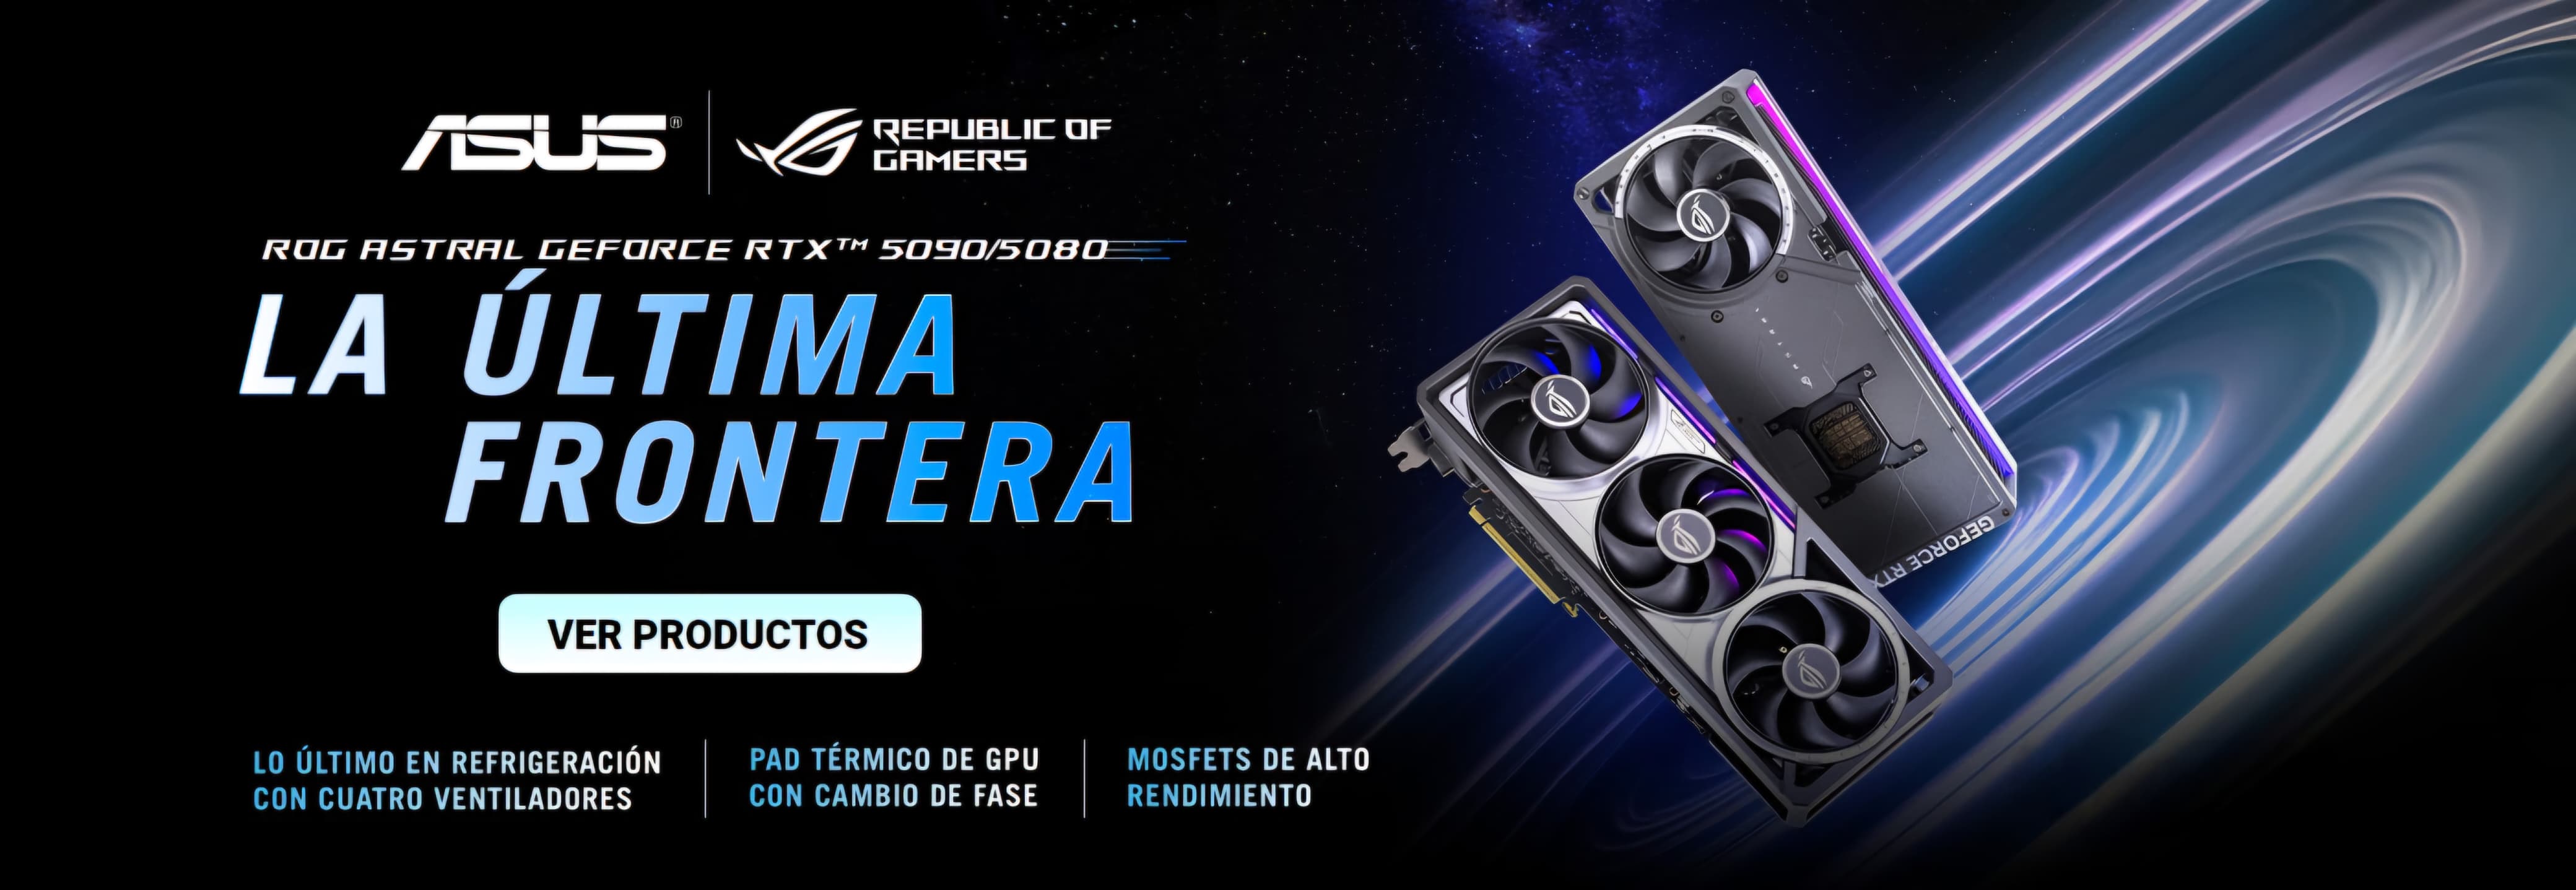 ASUS®
REPUBLIC OF
GAMERS
ROG ASTRAL GEFORCE RTX™ 5090/5080
LA ÚLTIMA
FRONTERA
VER PRODUCTOS
LO ÚLTIMO EN REFRIGERACIÓN
CON CUATRO VENTILADORES
PAD TÉRMICO DE GPU
CON CAMBIO DE FASE
MOSFETS DE ALTO
RENDIMIENTO
GEFORCE RTX